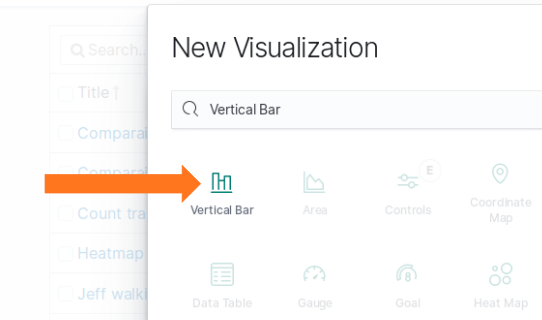 New Visualization
Search...
Vertical Bar
Title
Compara
Compara
Count tra
Heatmap
Jeff walki
E
Vertical Bar
Area
Controls
Coordinate
Map
Data Table
Gauge
8
Goal
Heat Map